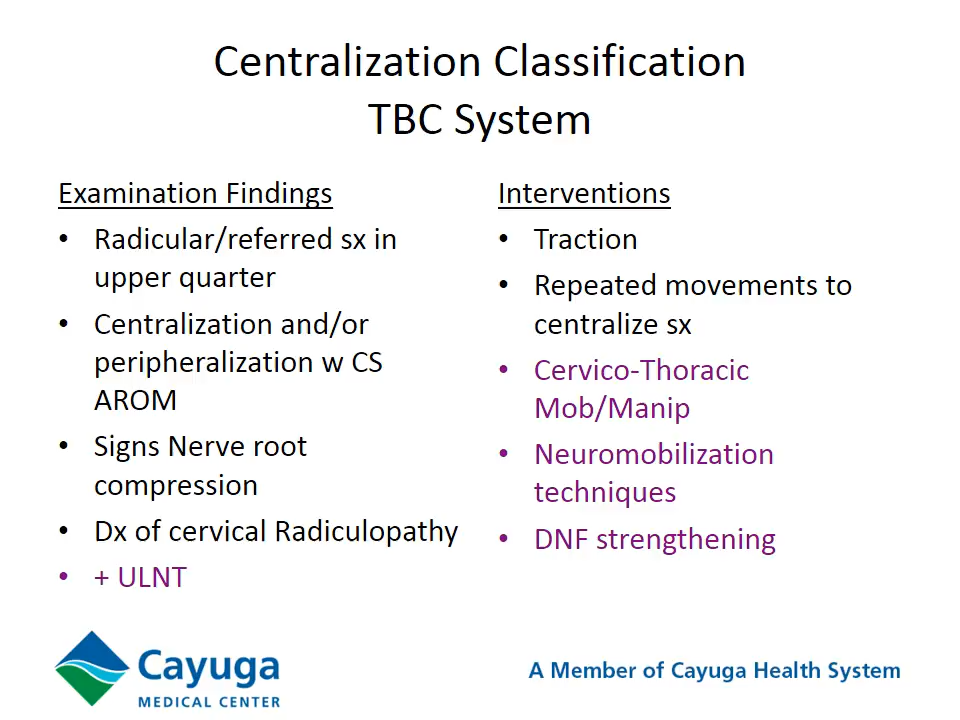 Centralization Classification
TBC System
Examination Findings
• Radicular/referred sx in
upper quarter
• Centralization and/or
peripheralization w CS
AROM
• Signs Nerve root
compression
• Dx of cervical Radiculopathy
• + ULNT
Interventions
• Traction
• Repeated movements to
centralize sx
• Cervico-Thoracic
Mob/Manip
• Neuromobilization
techniques
• DNF strengthening
Cayuga
MEDICAL CENTER
A Member of Cayuga Health System